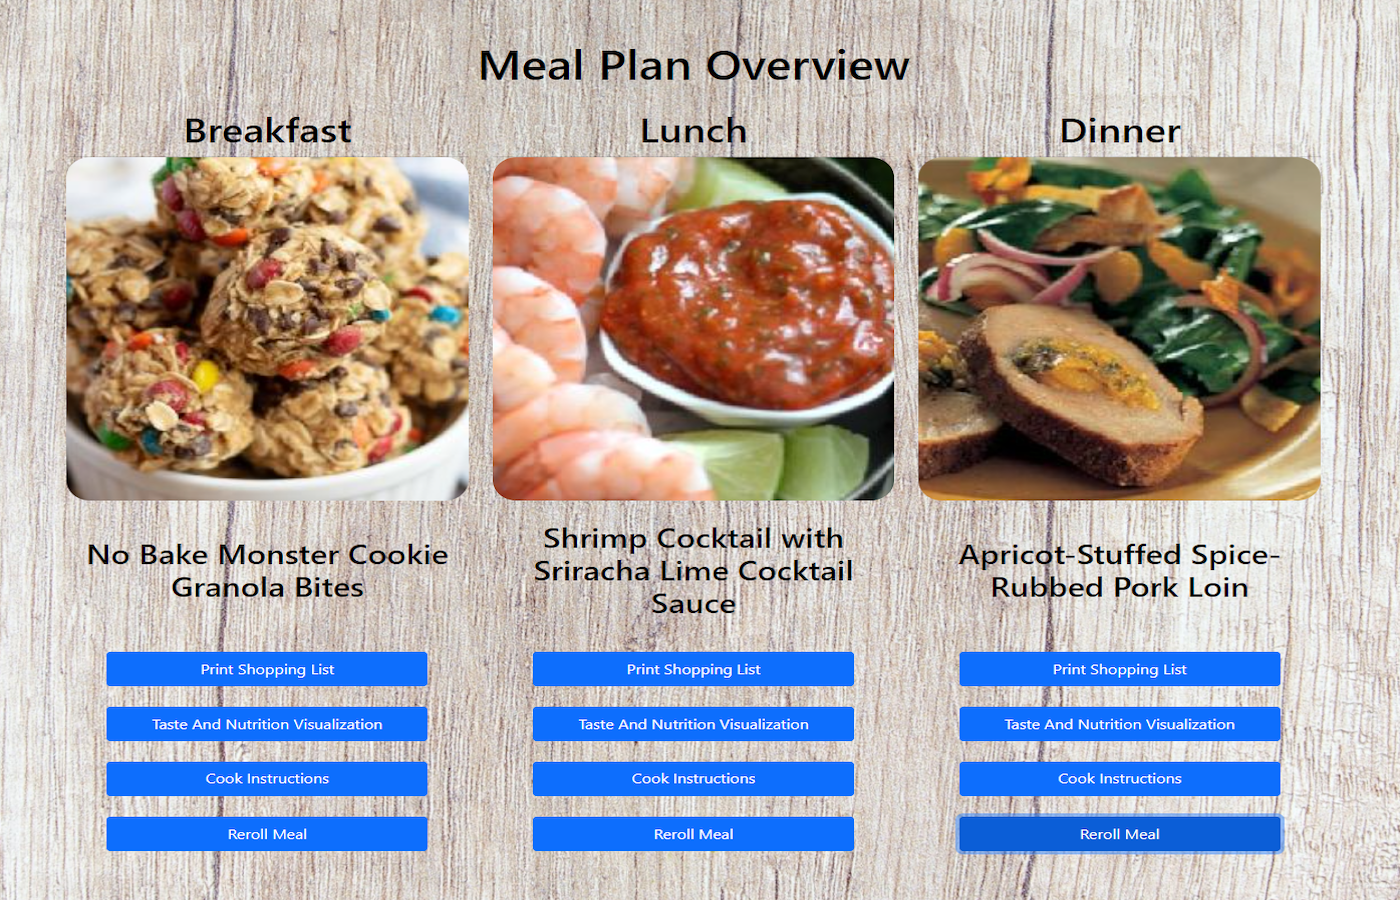 Meal Plan Overview
Breakfast
Lunch
Dinner
No Bake Monster Cookie
Granola Bites
Shrimp Cocktail with
Sriracha Lime Cocktail
Sauce
Apricot-Stuffed Spice-
Rubbed Pork Loin
Print Shopping List
Print Shopping List
Print Shopping List
Taste And Nutrition Visualization
Taste And Nutrition Visualization
Taste And Nutrition Visualization
Cook Instructions
Cook Instructions
Cook Instructions
Reroll Meal
Reroll Meal
Reroll Meal